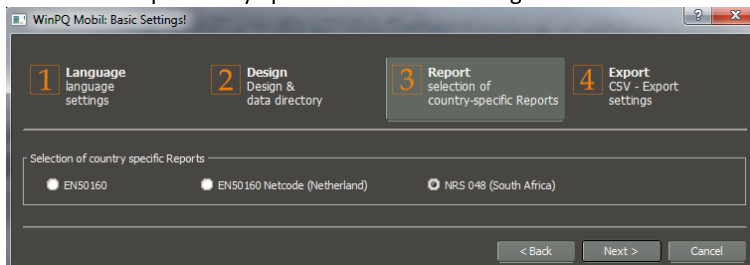 WinPQ Mobil: Basic Settings!
?
X
1 Language
language
settings
2 Design
Design &
data directory
3 Report
selection of
country-specific Reports
4 Export
CSV - Export
settings
Selection of country specific Reports
EN50160
EN50160 Netcode (Netherland)
NRS 048 (South Africa)
< Back
Next >
Cancel